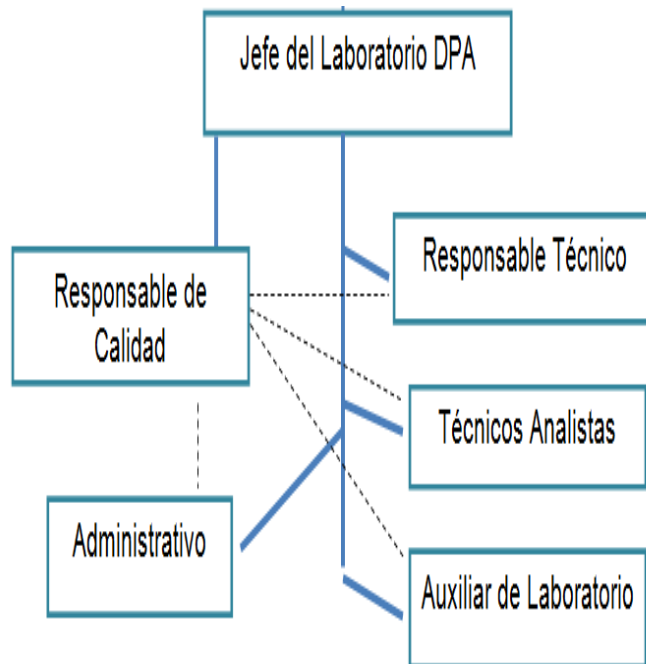 Jefe del Laboratorio DPA
Responsable Técnico
Responsable de
Calidad
Técnicos Analistas
Administrativo
Auxiliar de Laboratorio